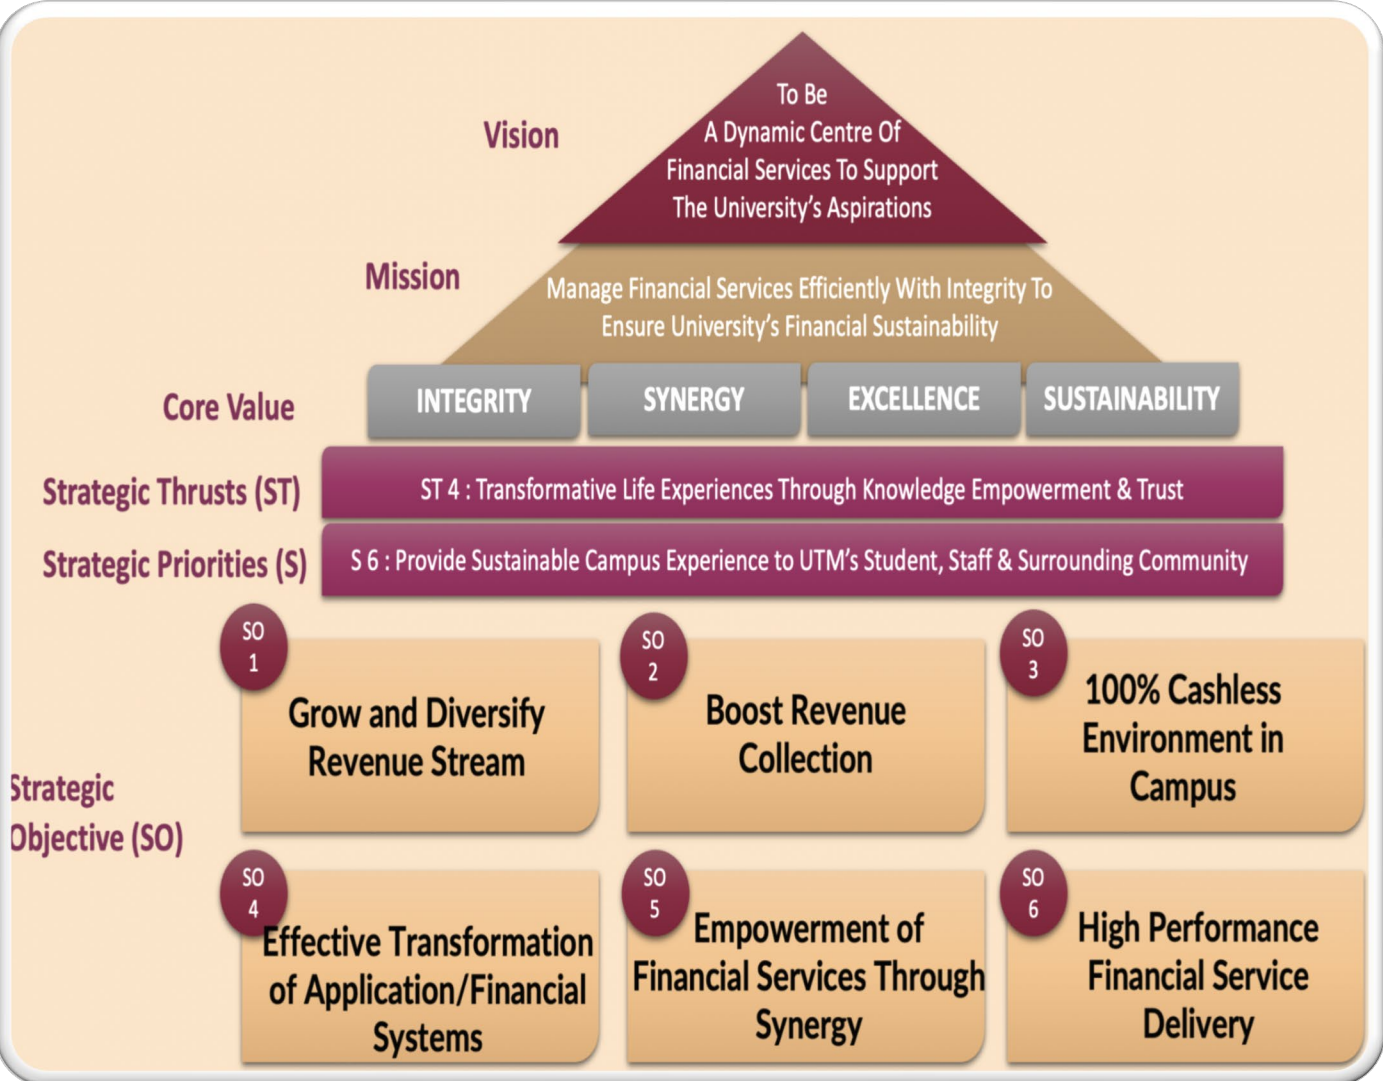 Vision
To Be
A Dynamic Centre Of
Financial Services To Support
The University's Aspirations
Mission
Manage Financial Services Efficiently With Integrity To
Ensure University's Financial Sustainability
Core Value
INTEGRITY
SYNERGY
EXCELLENCE
SUSTAINABILITY
Strategic Thrusts (ST)
ST 4 : Transformative Life Experiences Through Knowledge Empowerment & Trust
Strategic Priorities (S)
S 6 : Provide Sustainable Campus Experience to UTM's Student, Staff & Surrounding Community
Strategic
Objective (SO)
SO
1
Grow and Diversify
Revenue Stream
SO
2
Boost Revenue
Collection
SO
3
100% Cashless
Environment in
Campus
SO
4
Effective Transformation
of Application/Financial
Systems
SO
5
Empowerment of
Financial Services Through
Synergy
SO
6
High Performance
Financial Service
Delivery